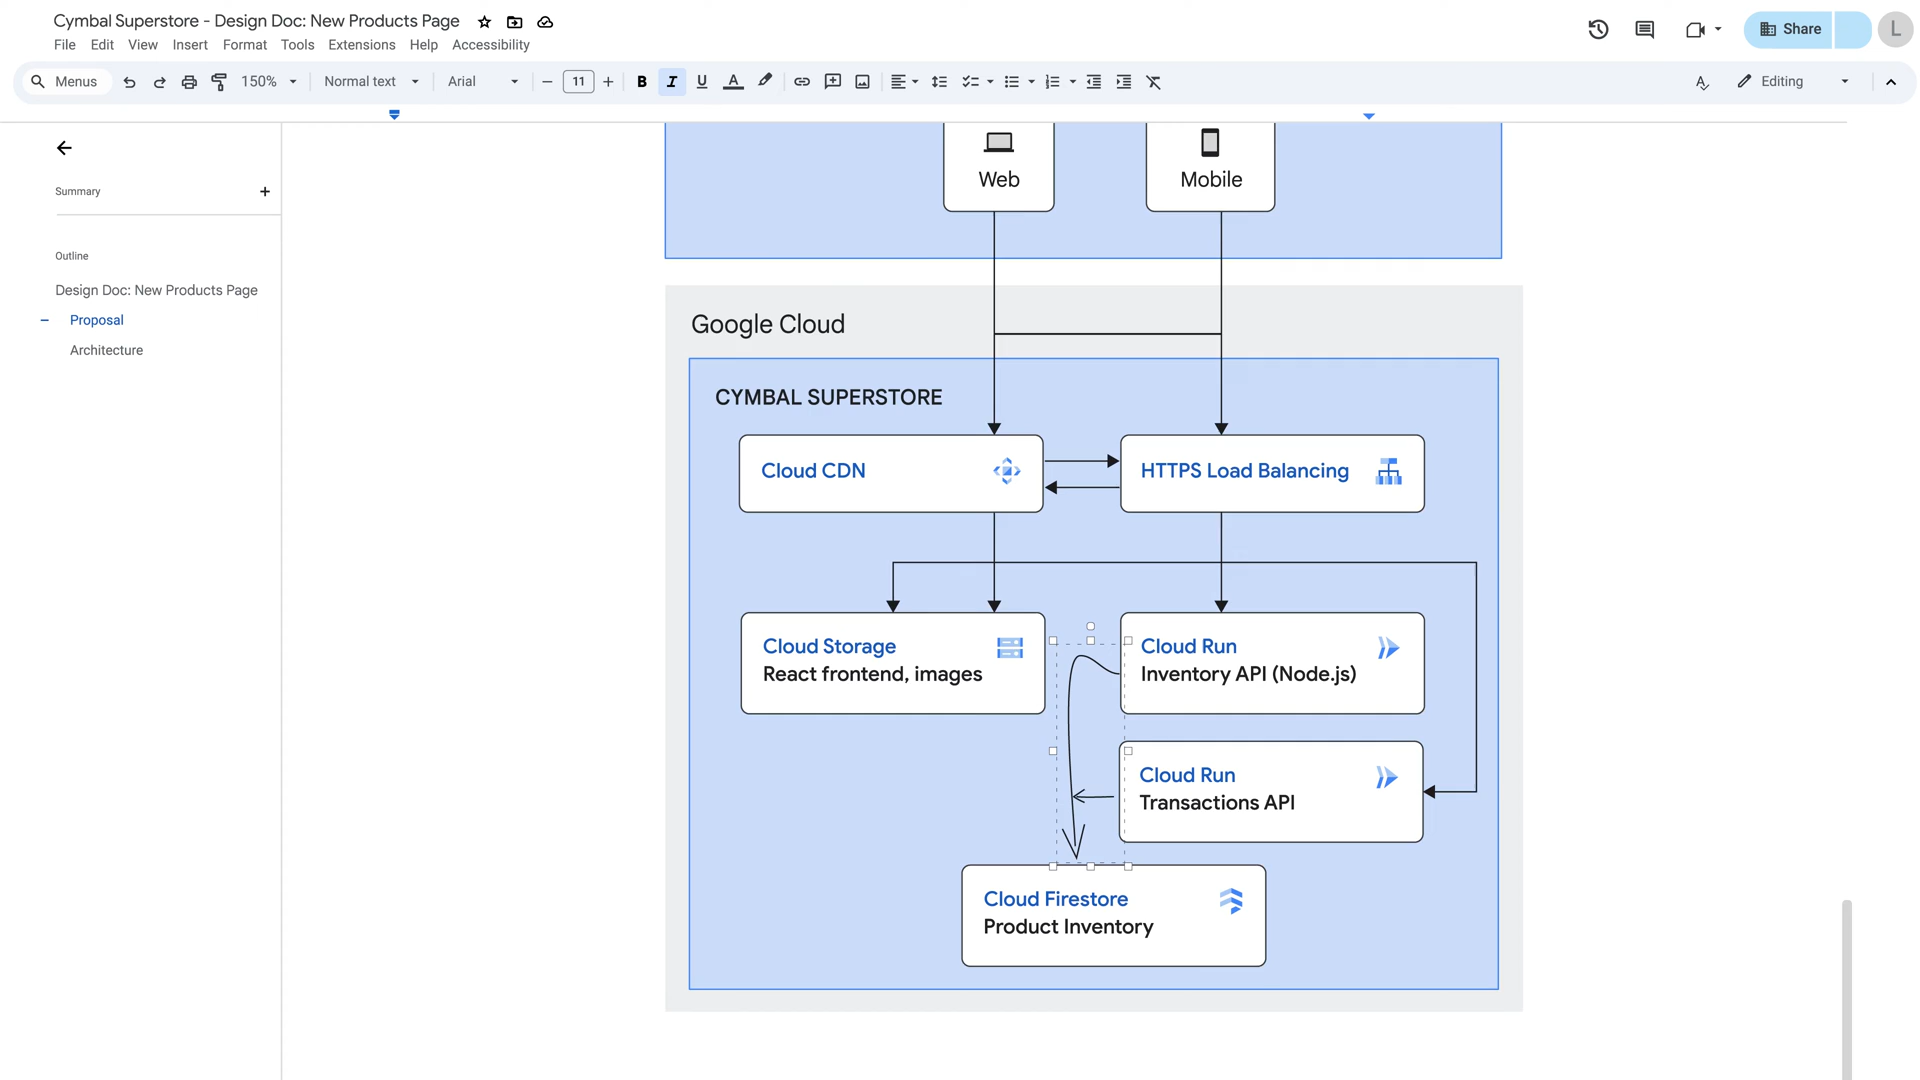 Cymbal Superstore - Design Doc: New Products Page
File Edit View Insert Format Tools Extensions Help Accessibility
Share
L
Menus
150%
Normal text
Arial
11
B I U A
Editing
Summary
Outline
Design Doc: New Products Page
Proposal
Architecture
Web
Mobile
Google Cloud
CYMBAL SUPERSTORE
Cloud CDN
HTTPS Load Balancing
Cloud Storage
React frontend, images
Cloud Run
Inventory API (Node.js)
Cloud Run
Transactions API
Cloud Firestore
Product Inventory